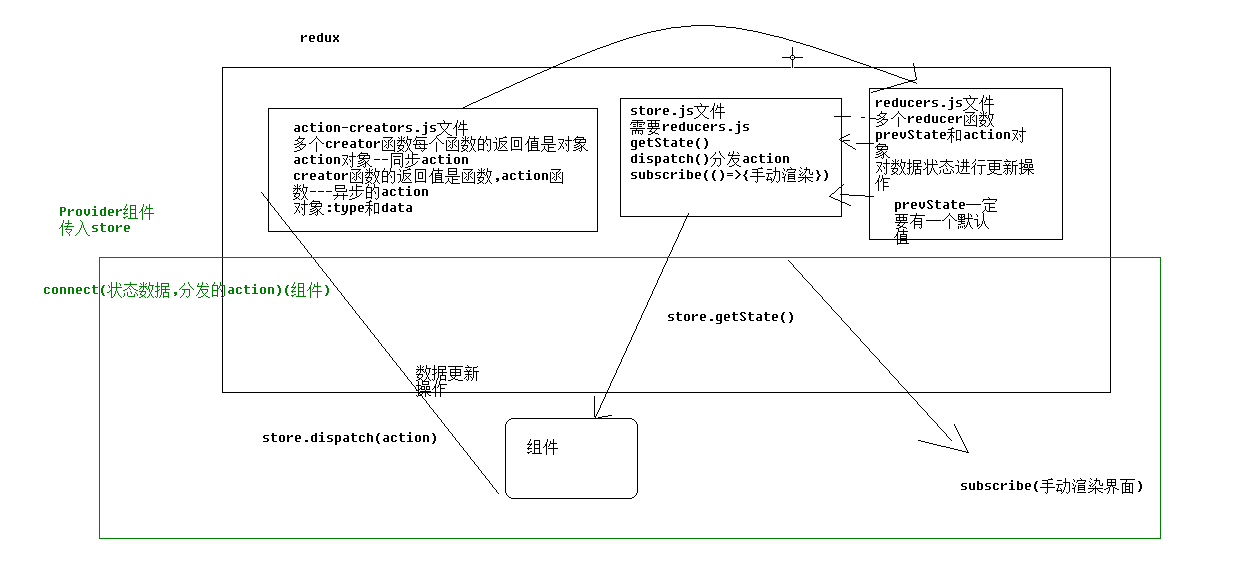 redux
action-creators.js文件
多个creator函数每个函数的返回值是对象
action对象--同步action
creator函数的返回值是函数,action函
数---异步的action
对象:type和data
store.js文件
需要reducers.js
getState()
dispatch()分发action
subscribe(()=>{手动渲染})
reducers.js文件
多个reducer函数
prevState和action对
象
对数据状态进行更新操
作
prevState一定
要有一个默认
值
Provider组件
传入store
connect(状态数据,分发的action)(组件)
store.getState()
数据更新
操作
store.dispatch(action)
组件
subscribe(手动渲染界面)